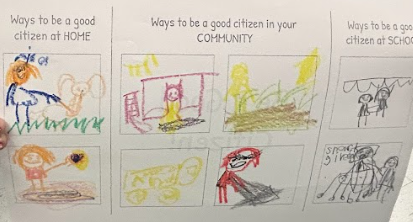 Ways to be a good
citizen at HOME
Ways to be a good citizen in your
COMMUNITY
Ways to be a goo
citizen at SCHO